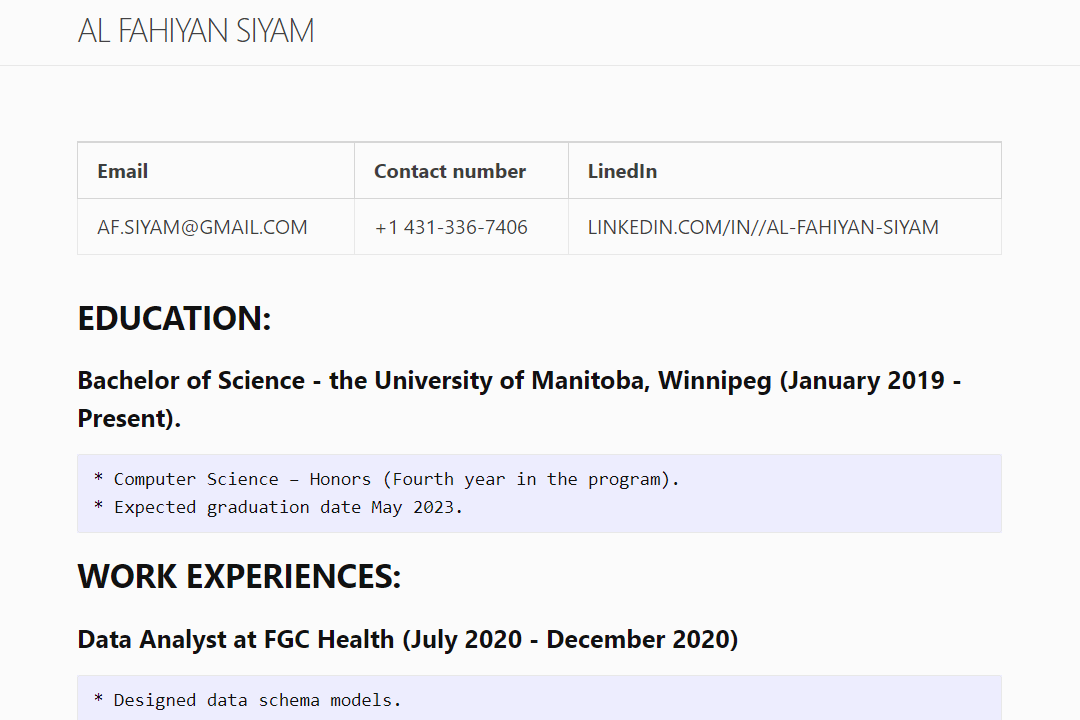 AL FAHIYAN SIYAM
Email Contact number LinedIn
AF.SIYAM@GMAIL.COM +1 431-336-7406 LINKEDIN.COM/IN//AL-FAHIYAN-SIYAM
EDUCATION:
Bachelor of Science - the University of Manitoba, Winnipeg (January 2019 -
Present).
* Computer Science – Honors (Fourth year in the program).
* Expected graduation date May 2023.
WORK EXPERIENCES:
Data Analyst at FGC Health (July 2020 - December 2020)
* Designed data schema models.